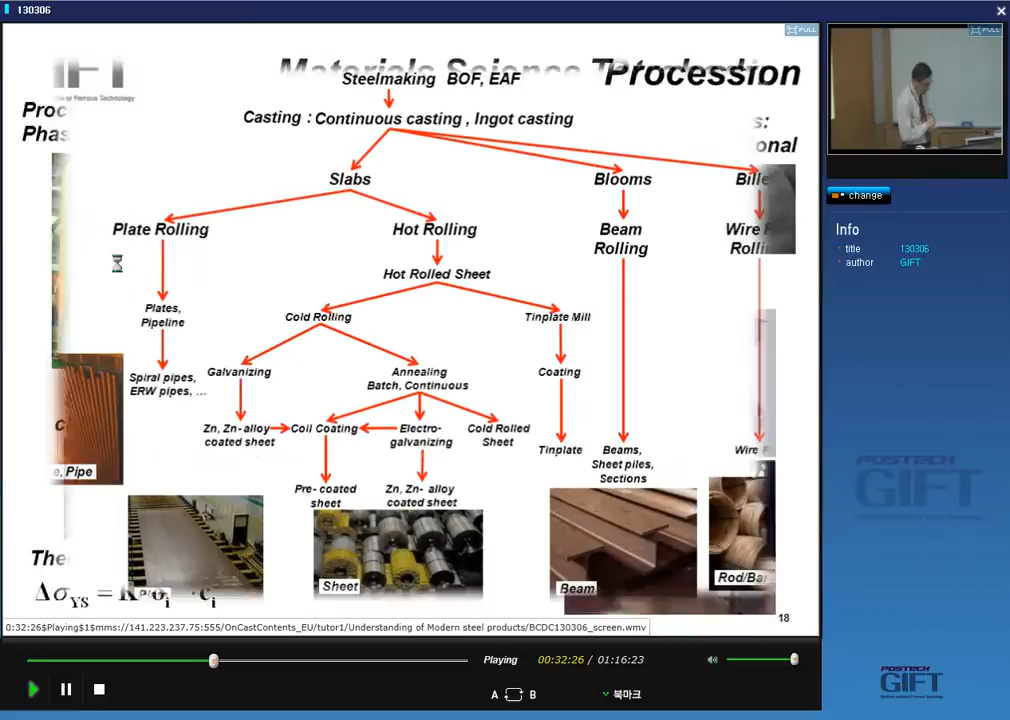 130306
FULL
FULL
Materials Science
Procession
Steelmaking BOF, EAF
of Ferrous Technology
Proc
Phas
Casting : Continuous casting , Ingot casting
s:
onal
Slabs
Blooms
Bille
Plate Rolling
Hot Rolling
Beam
Rolling
Wire
Rolli
Hot Rolled Sheet
Plates,
Pipeline
Cold Rolling
Tinplate Mill
Spiral pipes,
ERW pipes, ...
Galvanizing
Annealing
Batch, Continuous
Coating
Zn, Zn-alloy
coated sheet
Coil Coating
Electro-
galvanizing
Cold Rolled
Sheet
Tinplate
Beams,
Sheet piles,
Sections
Wire
e, Pipe
Pre-coated
sheet
Zn, Zn- alloy
coated sheet
The
Sheet
Beam
Rod/Bar
18
0:32:26$Playing$1$mms://141.223.237.75:555/OnCastContents_EU/tutor1/Understanding of Modern steel products/BCDC130306_screen.wmv
Playing
00:32:26 / 01:16:23
A
B
북마크
change
Info
title 130306
author GIFT
POSTECH
GIFT
POSTECH
GIFT